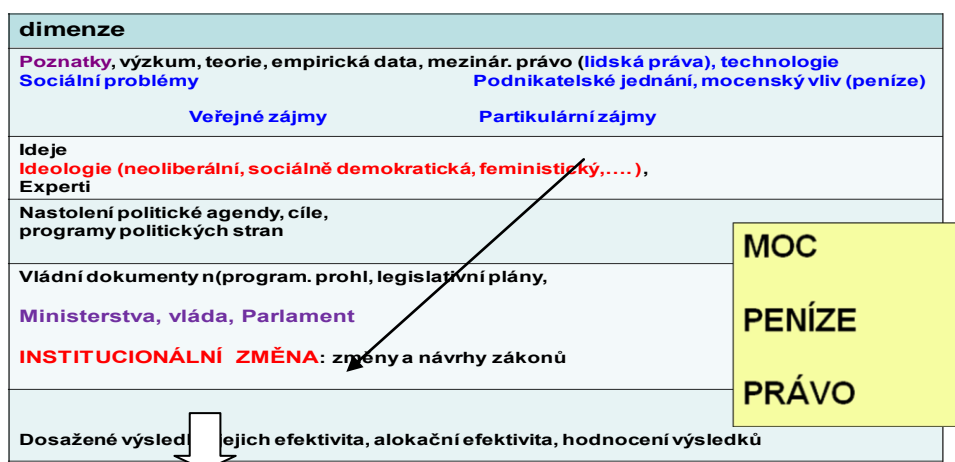 dimenze
Poznatky, výzkum, teorie, empirická data, mezinár. právo (lidská práva), technologie
Sociální problémy Podnikatelské jednání, mocenský vliv (peníze)
Veřejné zájmy Partikulární zájmy
Ideje
Ideologie (neoliberální, sociálně demokratická, feministický,.... ),
Experti
Nastolení politické agendy, cíle,
programy politických stran
Vládní dokumenty n(program. prohl, legislativní plány,
Ministerstva, vláda, Parlament
INSTITUCIONÁLNÍ ZMĚNA: změny a návrhy zákonů
Dosažené efektivita, alokační efektivita, hodnocení výsledků
MOC
PENÍZE
PRÁVO